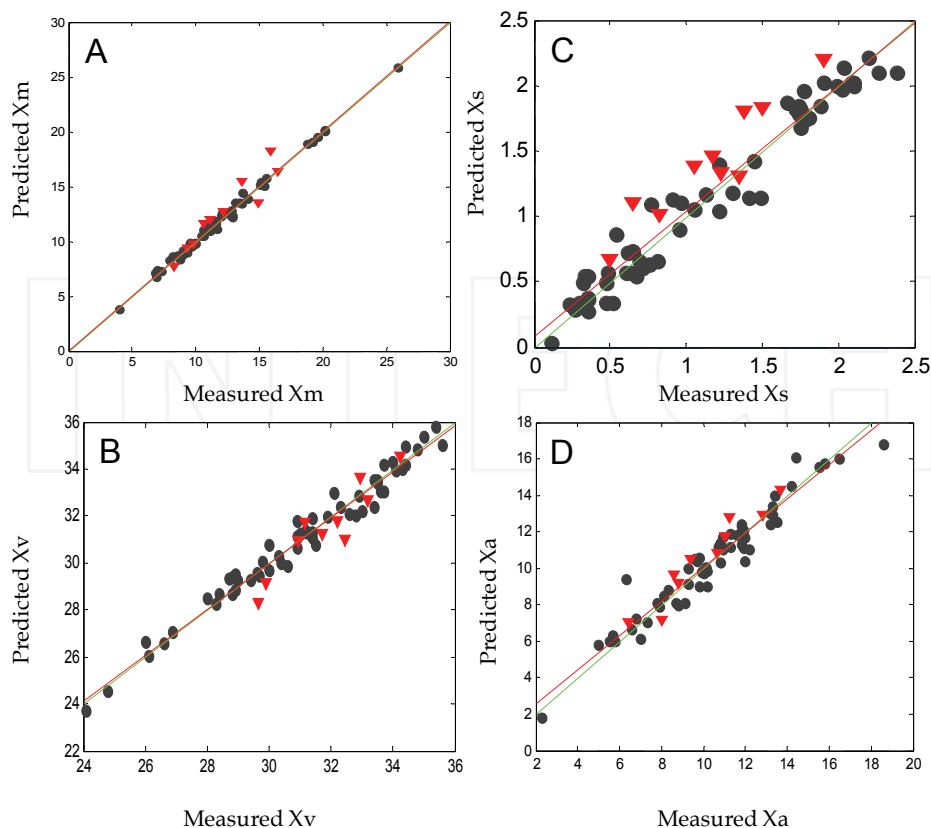 A
30
25
20
15
10
5
0
Predicted Xm
0 5 10 15 20 25 30
Measured Xm
C
2.5
2
1.5
1
0.5
0
Predicted Xs
0 0.5 1 1.5 2 2.5
Measured Xs
INTECH
B
36
34
32
30
28
26
24
22
Predicted Xv
24 26 28 30 32 34 36
Measured Xv
D
18
16
14
12
10
8
6
4
2
0
Predicted Xa
2 4 6 8 10 12 14 16 18 20
Measured Xa